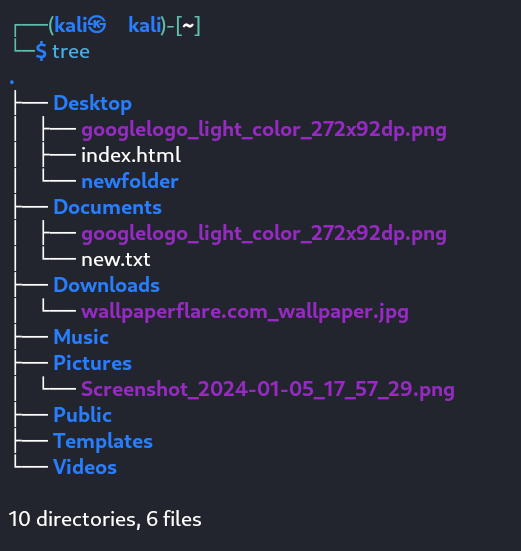 ┌──(kali㉿ kali)-[~]
└─$ tree
.
├── Desktop
│   ├── googlelogo_light_color_272x92dp.png
│   ├── index.html
│   └── newfolder
├── Documents
│   ├── googlelogo_light_color_272x92dp.png
│   └── new.txt
├── Downloads
│   └── wallpaperflare.com_wallpaper.jpg
├── Music
├── Pictures
│   └── Screenshot_2024-01-05_17_57_29.png
├── Public
├── Templates
└── Videos

10 directories, 6 files